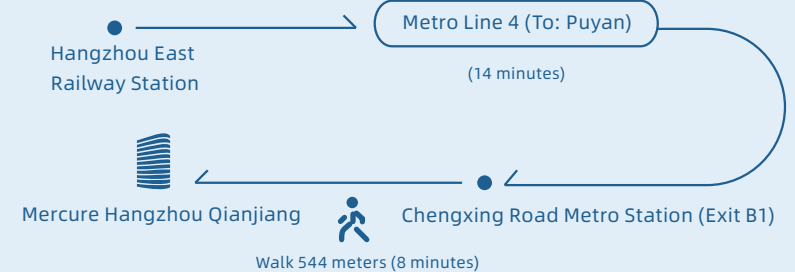 Metro Line 4 (To: Puyan)
Hangzhou East
Railway Station
(14 minutes)
Mercure Hangzhou Qianjiang
Chengxing Road Metro Station (Exit B1)
Walk 544 meters (8 minutes)